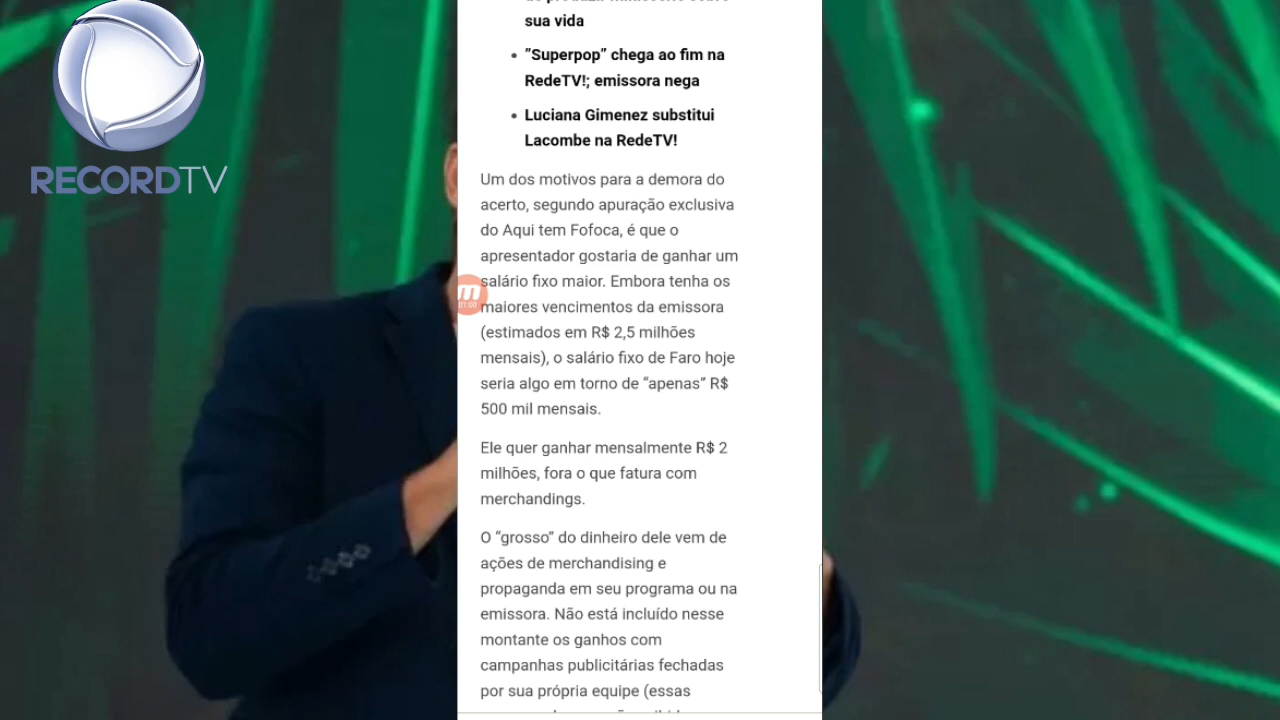 RECORDTV
sua vida
"Superpop" chega ao fim na
RedeTV!; emissora nega
Luciana Gimenez substitui
Lacombe na RedeTV!
Um dos motivos para a demora do
acerto, segundo apuração exclusiva
do Aqui tem Fofoca, é que o
apresentador gostaria de ganhar um
salário fixo maior. Embora tenha os
maiores vencimentos da emissora
(estimados em R$ 2,5 milhões
mensais), o salário fixo de Faro hoje
seria algo em torno de “apenas” R$
500 mil mensais.
Ele quer ganhar mensalmente R$ 2
milhões, fora o que fatura com
merchandings.
O “grosso” do dinheiro dele vem de
ações de merchandising e
propaganda em seu programa ou na
emissora. Não está incluído nesse
montante os ganhos com
campanhas publicitárias fechadas
por sua própria equipe (essas